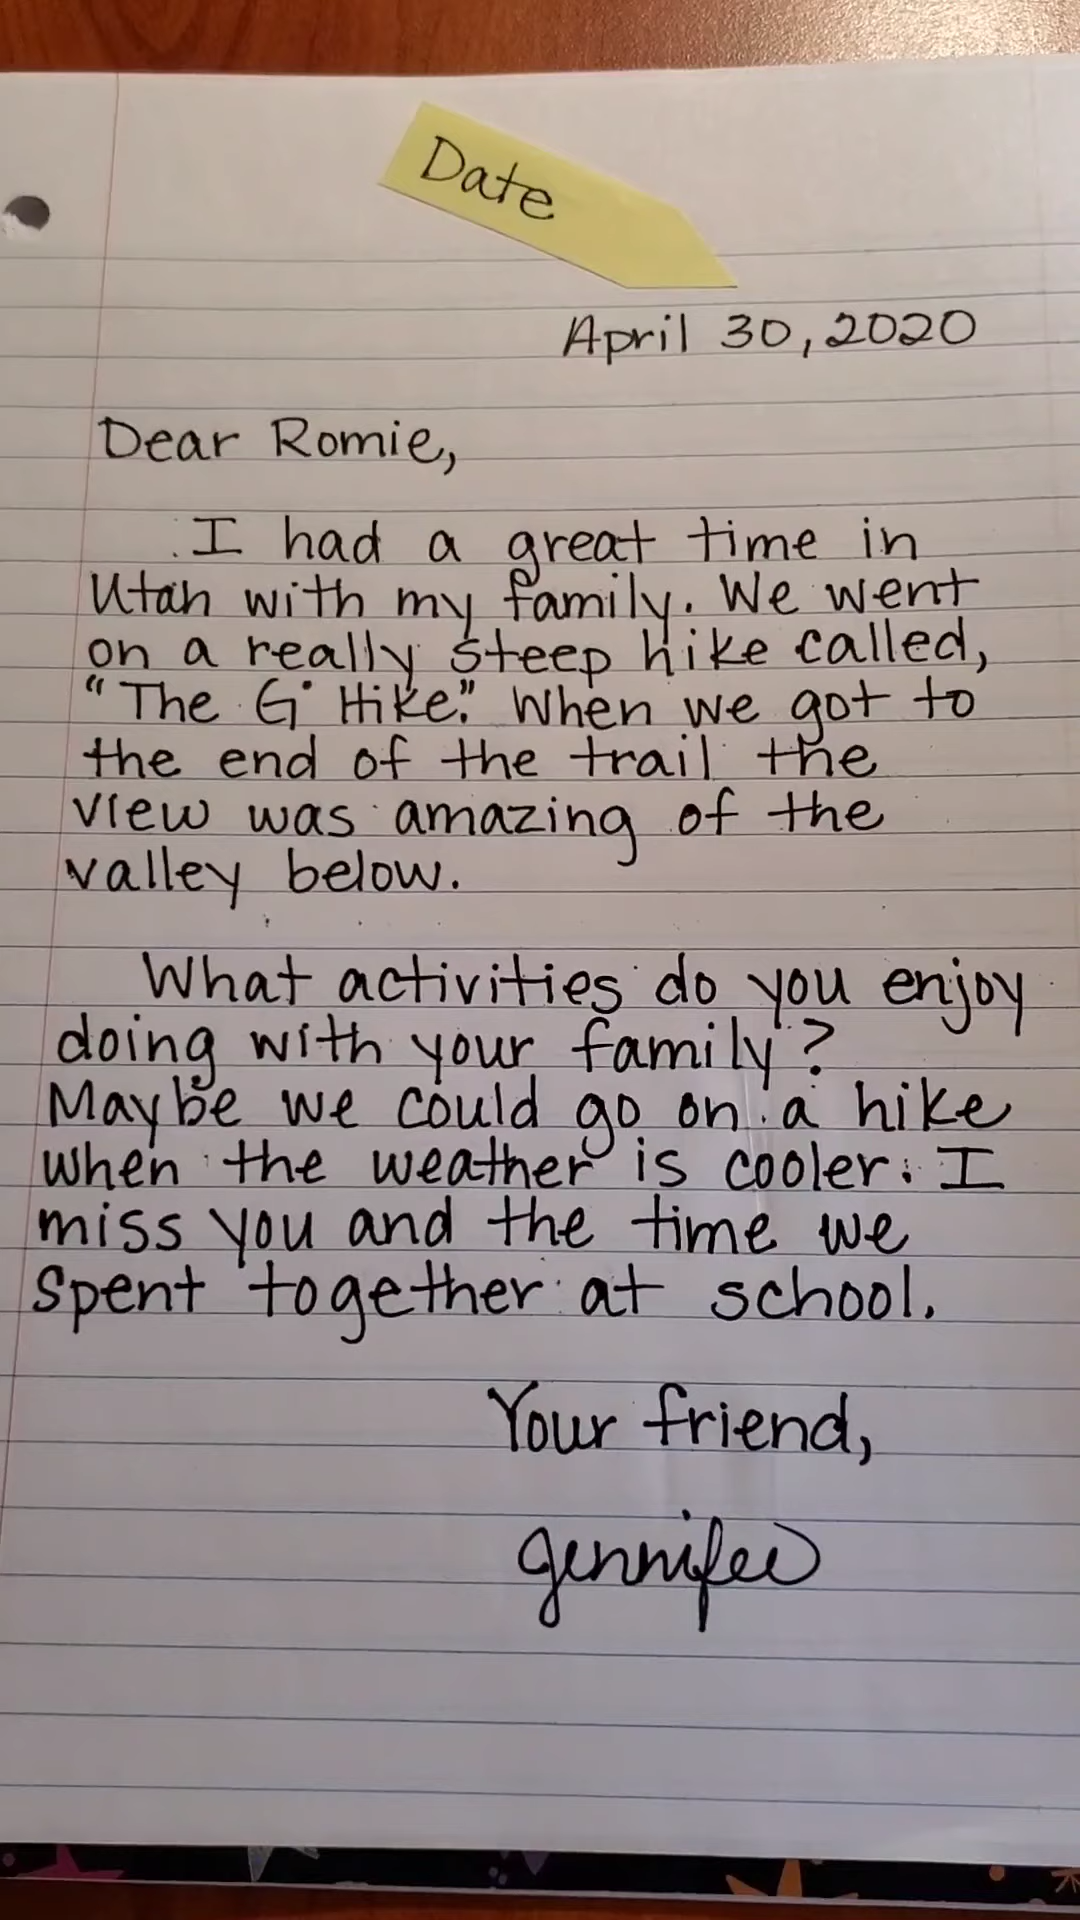 Date
April 30, 2020
Dear Romie,
I had a great time in
Utah with my family. We went
on a really steep hike called,
"The G Hike." When we got to
the end of the trail the
view was amazing of the
valley below.
What activities do you enjoy
doing with your family?
Maybe we could go on a hike
when the weather is cooler. I
miss you and the time we
spent together at school.
Your friend,
Jennifer